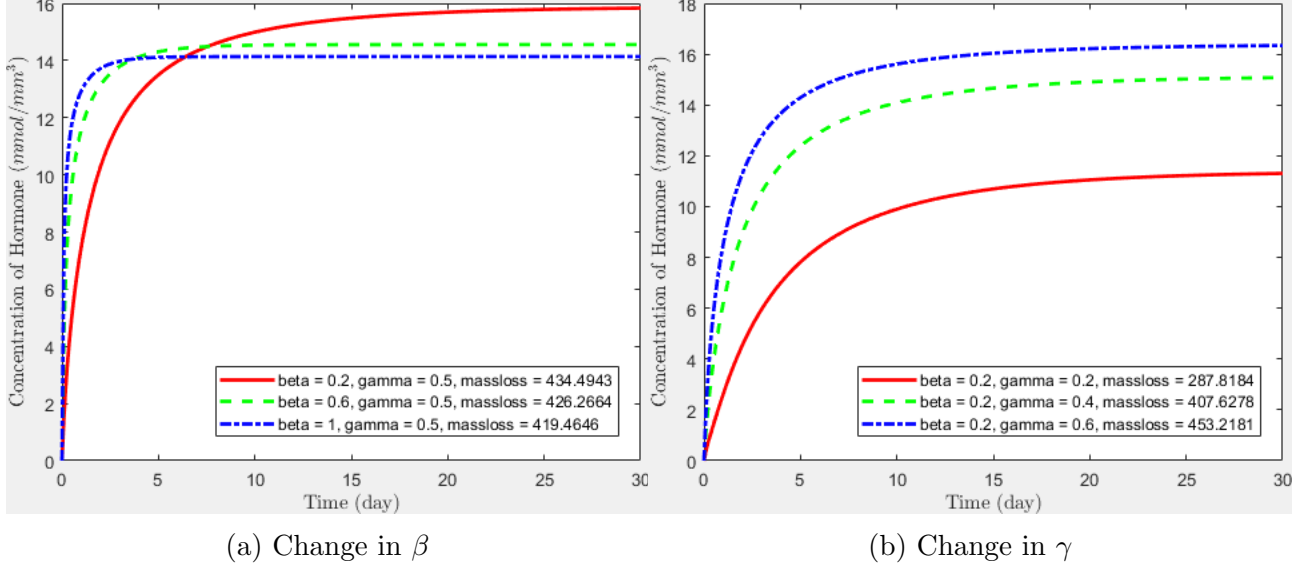 Concentration of Hormone (mmol/mm³)
16
14
12
10
8
6
4
2
0
beta = 0.2, gamma = 0.5, massloss = 434.4943
beta = 0.6, gamma = 0.5, massloss = 426.2664
beta = 1, gamma = 0.5, massloss = 419.4646
0 5 10 15 20 25 30
Time (day)
(a) Change in β
Concentration of Hormone (mmol/mm³)
18
16
14
12
10
8
6
4
2
0
beta = 0.2, gamma = 0.2, massloss = 287.8184
beta = 0.2, gamma = 0.4, massloss = 407.6278
beta = 0.2, gamma = 0.6, massloss = 453.2181
0 5 10 15 20 25 30
Time (day)
(b) Change in γ